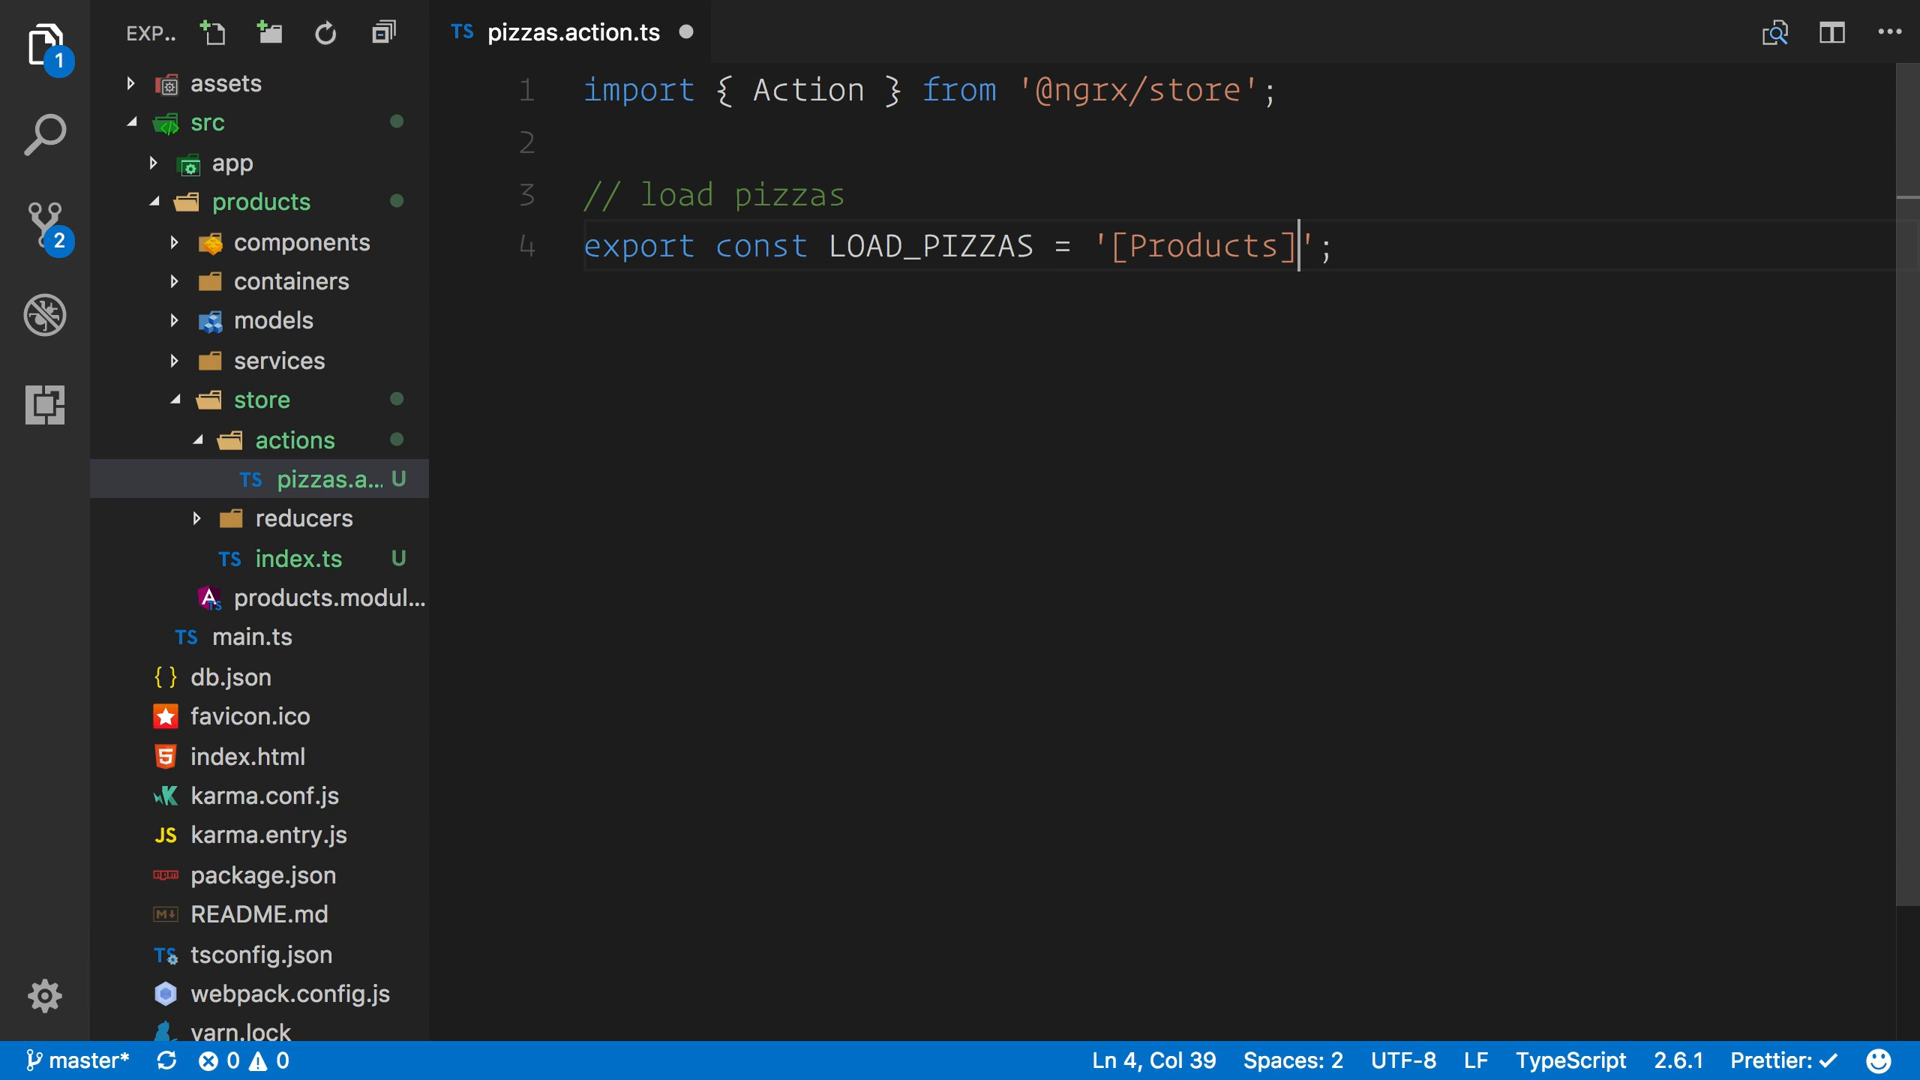 1
EXP..
TS pizzas.action.ts
assets
src
app
products
2
components
containers
models
services
store
actions
TS pizzas.a... U
reducers
TS index.ts U
products.modul...
TS main.ts
{ } db.json
favicon.ico
5 index.html
K karma.conf.js
JS karma.entry.js
npm package.json
M↓ README.md
TS tsconfig.json
webpack.config.js
yarn.lock
1 import { Action } from '@ngrx/store';
2
3 // load pizzas
4 export const LOAD_PIZZAS = '[Products]';
master* 0 0 Ln 4, Col 39 Spaces: 2 UTF-8 LF TypeScript 2.6.1 Prettier: ✓